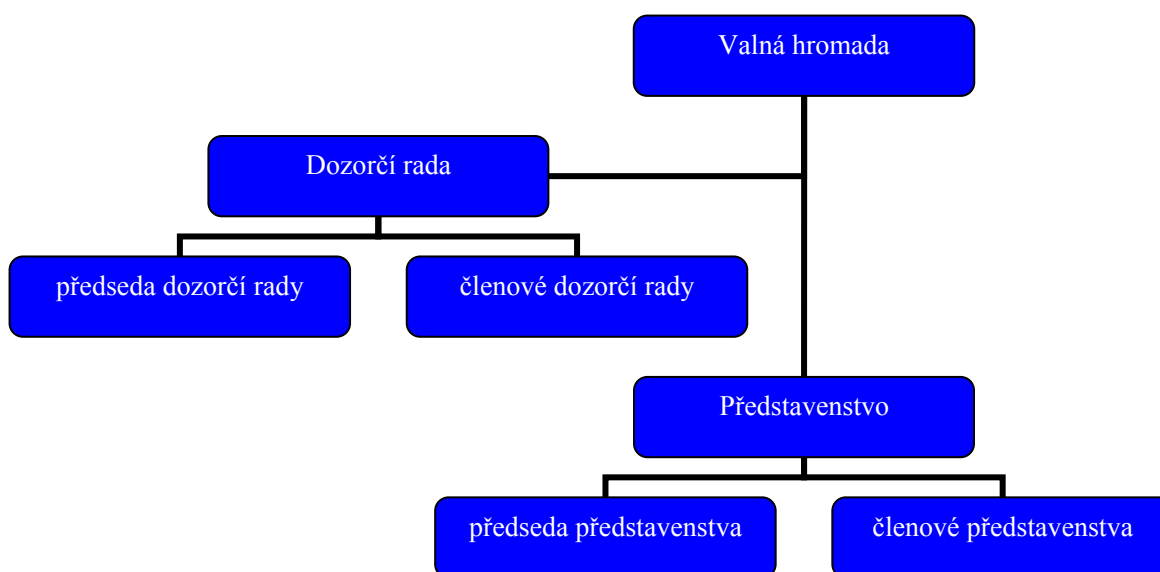 Valná hromada
Dozorčí rada
předseda dozorčí rady
členové dozorčí rady
Představenstvo
předseda představenstva
členové představenstva